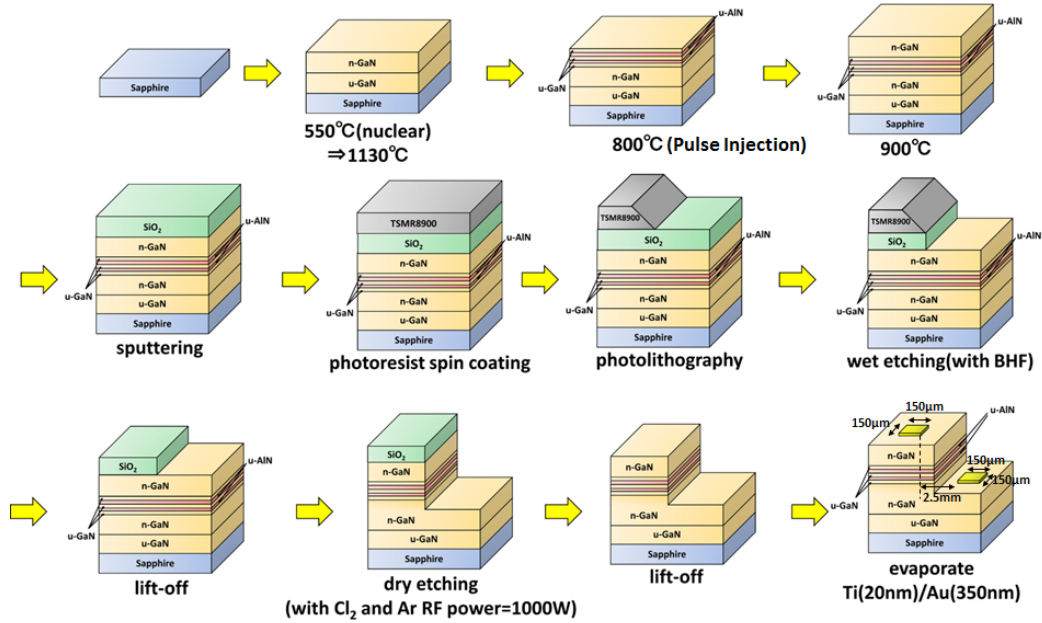 Sapphire
n-GaN
u-GaN
Sapphire
550℃(nuclear)
⇒1130℃
u-AlN
n-GaN
u-GaN
u-GaN
Sapphire
800℃(Pulse Injection)
u-AlN
n-GaN
n-GaN
u-GaN
u-GaN
Sapphire
900℃
SiO2
n-GaN
u-AlN
n-GaN
u-GaN
u-GaN
Sapphire
sputtering
TSMR8900
SiO2
n-GaN
u-AlN
n-GaN
u-GaN
u-GaN
Sapphire
photoresist spin coating
TSMR8900
SiO2
n-GaN
u-AlN
n-GaN
u-GaN
u-GaN
Sapphire
photolithography
TSMR8900
SiO2
n-GaN
u-AlN
n-GaN
u-GaN
u-GaN
Sapphire
wet etching(with BHF)
SiO2
n-GaN
u-AlN
n-GaN
u-GaN
u-GaN
Sapphire
lift-off
SiO2
n-GaN
n-GaN
u-GaN
Sapphire
dry etching
(with Cl2 and Ar RF power=1000W)
n-GaN
n-GaN
u-GaN
Sapphire
lift-off
150μm
150μm
u-AlN
n-GaN
150μm
150μm
2.5mm
n-GaN
u-GaN
u-GaN
Sapphire
evaporate
Ti(20nm)/Au(350nm)